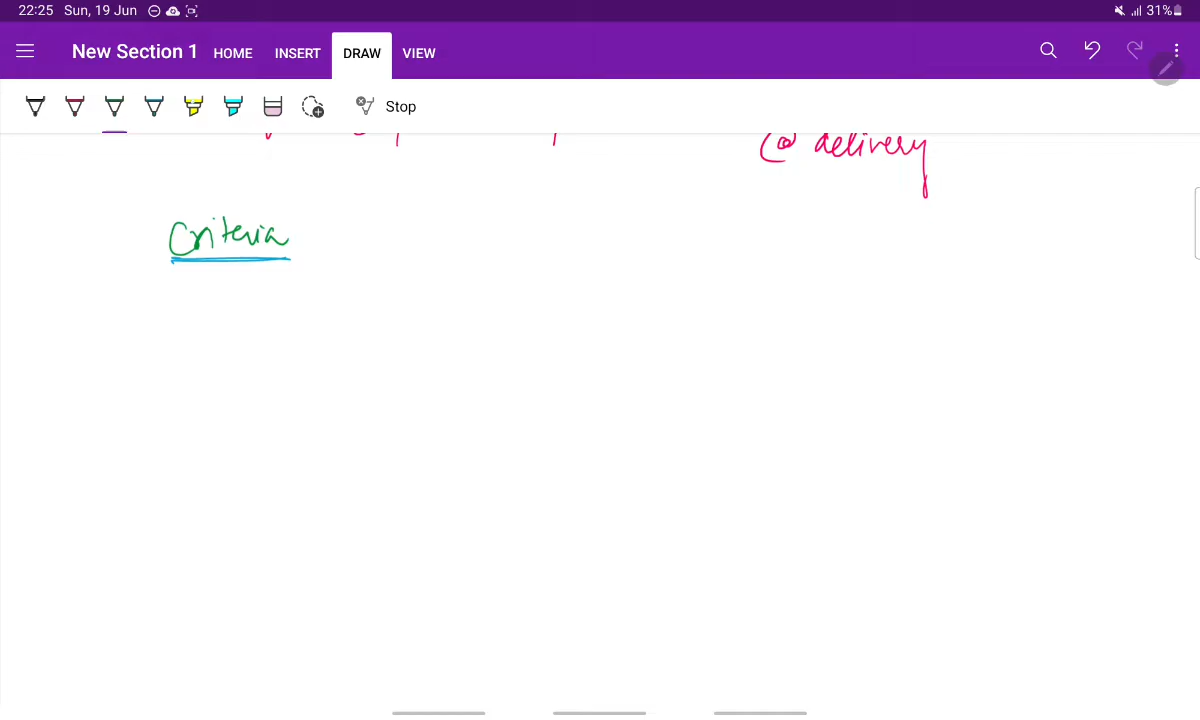 22:25 Sun, 19 Jun 31%
New Section 1 HOME INSERT DRAW VIEW
Stop
@ delivery
Criteria